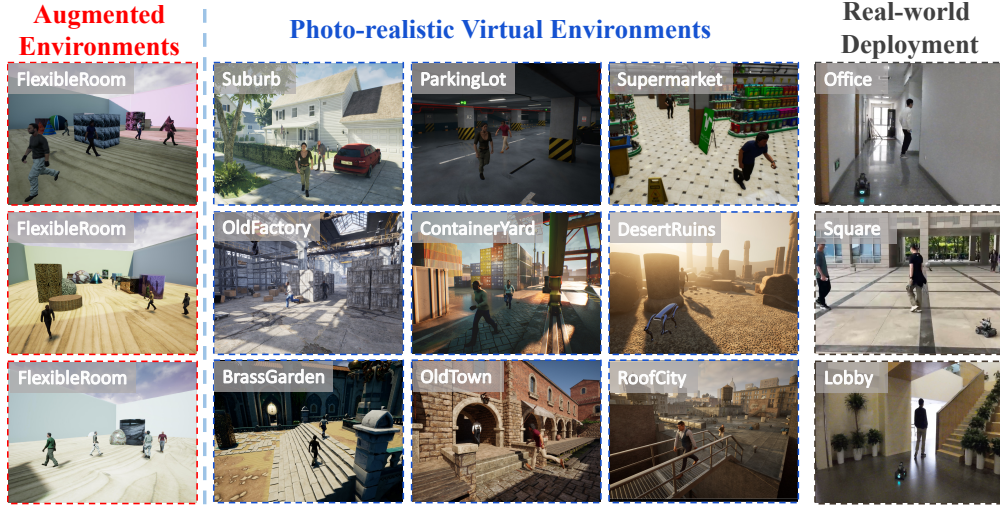 Augmented
Environments
Photo-realistic Virtual Environments
Real-world
Deployment
FlexibleRoom
Suburb
ParkingLot
Supermarket
Office
FlexibleRoom
OldFactory
ContainerYard
DesertRuins
Square
FlexibleRoom
BrassGarden
OldTown
RoofCity
Lobby